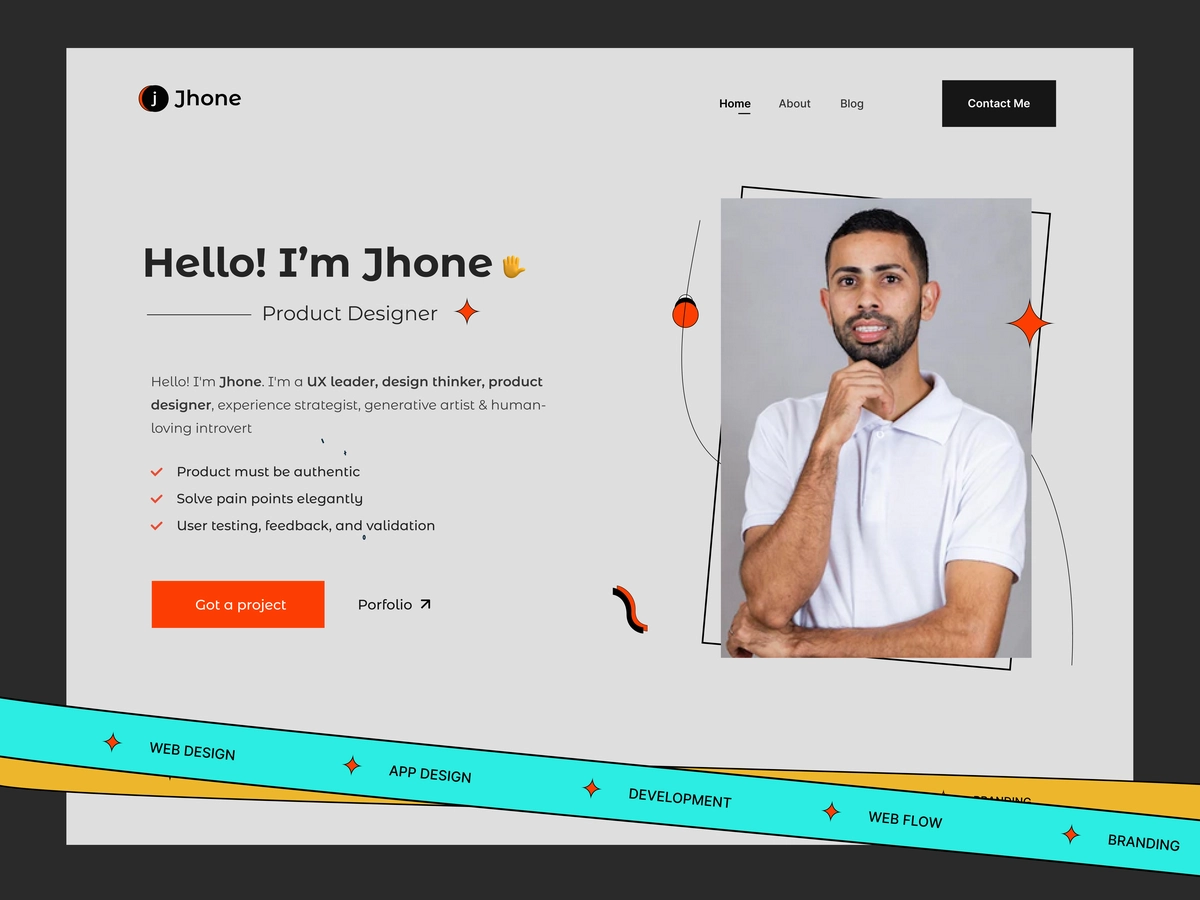 j Jhone
Home About Blog Contact Me
Hello! I’m Jhone
Product Designer
Hello! I'm Jhone. I'm a UX leader, design thinker, product
designer, experience strategist, generative artist & human-
loving introvert
Product must be authentic
Solve pain points elegantly
User testing, feedback, and validation
Got a project Porfolio
WEB DESIGN APP DESIGN DEVELOPMENT WEB FLOW BRANDING
BRANDING